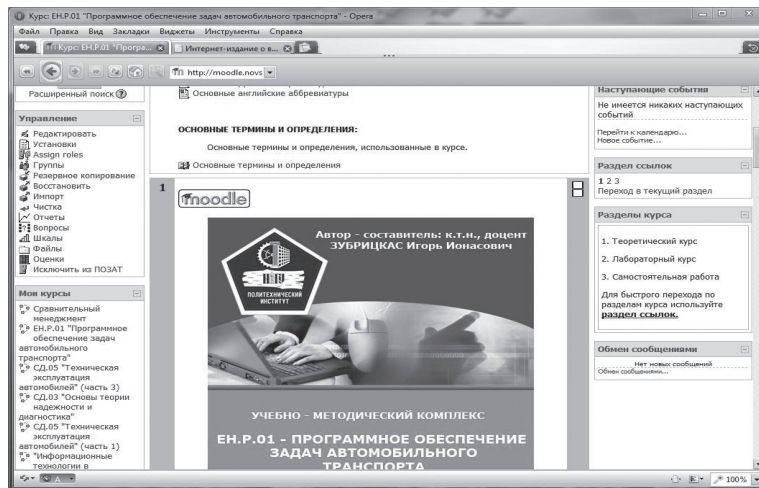 Курс: ЕН.Р.01 "Программное обеспечение задач автомобильного транспорта" - Opera
Файл Правка Вид Закладки Виджеты Инструменты Справка
Курс: ЕН.Р.01 "Програ...
Интернет-издание о в...
http://moodle.novs
Расширенный поиск
Управление
Редактировать
Установки
Assign roles
Группы
Резервное копирование
Восстановить
Импорт
Чистка
Отчеты
Вопросы
Шкалы
Файлы
Оценки
Исключить из ПОЗАТ
Мои курсы
Сравнительный
менеджмент
ЕН.Р.01 "Программное
обеспечение задач
автомобильного
транспорта"
СД.05 "Техническая
эксплуатация
автомобилей" (часть 3)
СД.03 "Основы теории
надежности и
диагностика"
СД.05 "Техническая
эксплуатация
автомобилей" (часть 1)
"Информационные
технологии в
Основные английские аббревиатуры
ОСНОВНЫЕ ТЕРМИНЫ И ОПРЕДЕЛЕНИЯ:
Основные термины и определения, использованные в курсе.
Основные термины и определения
1
moodle
Автор - составитель: к.т.н., доцент
ЗУБРИЦКАС Игорь Ионасович
ПОЛИТЕХНИЧЕСКИЙ
ИНСТИТУТ
УЧЕБНО - МЕТОДИЧЕСКИЙ КОМПЛЕКС
ЕН.Р.01 - ПРОГРАММНОЕ ОБЕСПЕЧЕНИЕ
ЗАДАЧ АВТОМОБИЛЬНОГО
ТРАНСПОРТА
Наступающие события
Не имеется никаких наступающих
событий
Перейти к календарю...
Новое событие...
Раздел ссылок
1 2 3
Переход в текущий раздел
Разделы курса
1. Теоретический курс
2. Лабораторный курс
3. Самостоятельная работа
Для быстрого перехода по
разделам курса используйте
раздел ссылок.
Обмен сообщениями
Нет новых сообщений
Обмен сообщениями...
100%